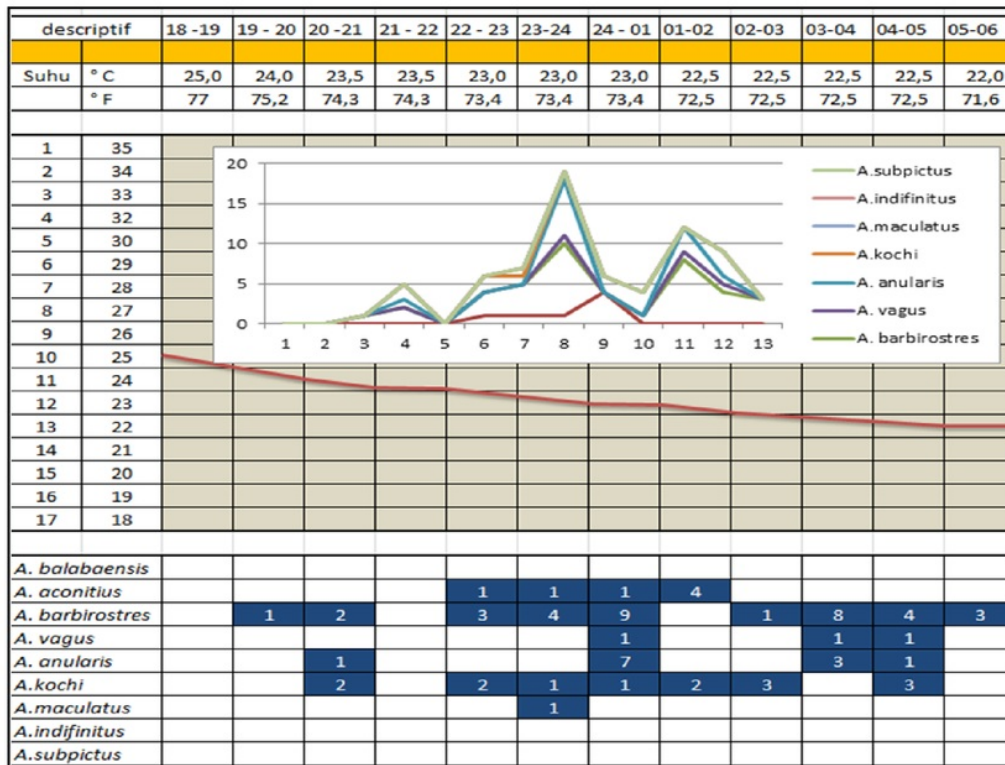 descriptif 18 -19 19 - 20 20 -21 21 - 22 22 - 23 23-24 24 - 01 01-02 02-03 03-04 04-05 05-06
Suhu ° C 25,0 24,0 23,5 23,5 23,0 23,0 23,0 22,5 22,5 22,5 22,5 22,0
° F 77 75,2 74,3 74,3 73,4 73,4 73,4 72,5 72,5 72,5 72,5 71,6
1 35
2 34
3 33
4 32
5 30
6 29
7 28
8 27
9 26
10 25
11 24
12 23
13 22
14 21
15 20
16 19
17 18
20
15
10
5
0
1 2 3 4 5 6 7 8 9 10 11 12 13
A.subpictus
A.indifinitus
A.maculatus
A.kochi
A. anularis
A. vagus
A. barbirostres
A. balabaensis
A. aconitius 1 1 1 4
A. barbirostres 1 2 3 4 9 1 8 4 3
A. vagus 1 1 1
A. anularis 1 7 3 1
A.kochi 2 2 1 1 2 3 3
A.maculatus 1
A.indifinitus
A.subpictus